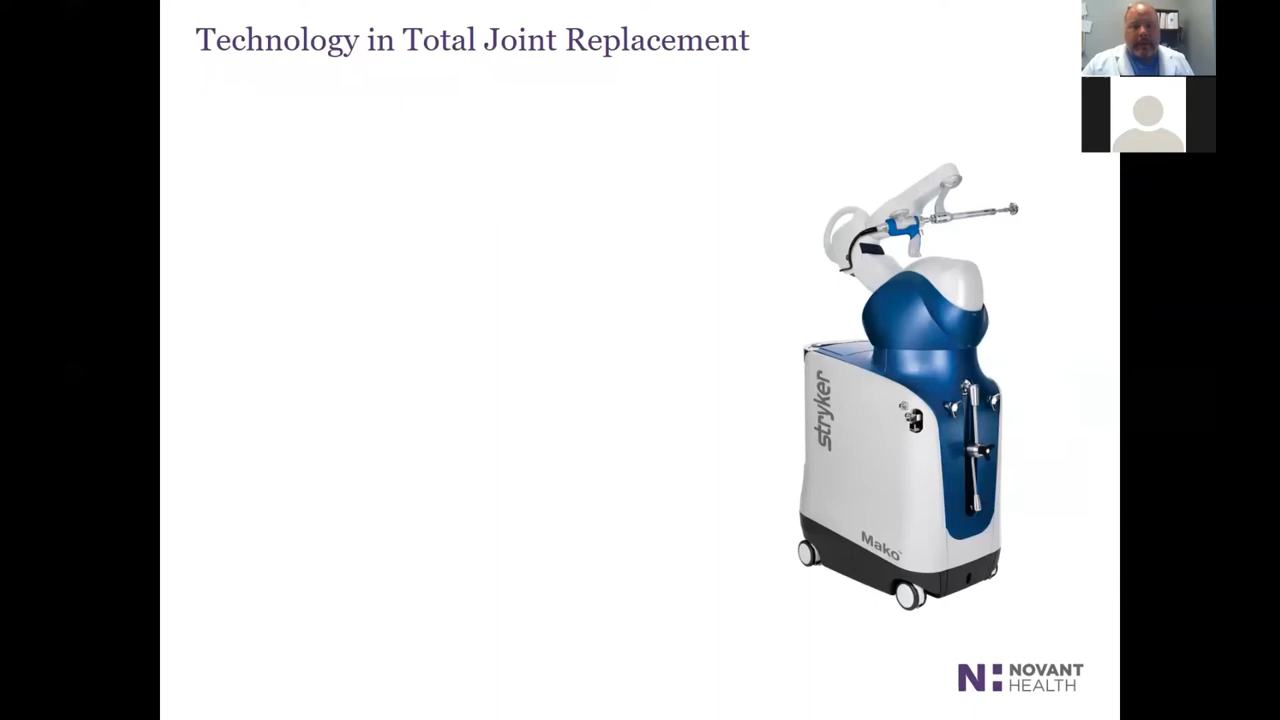 Technology in Total Joint Replacement
stryker
Mako
NOVANT
HEALTH